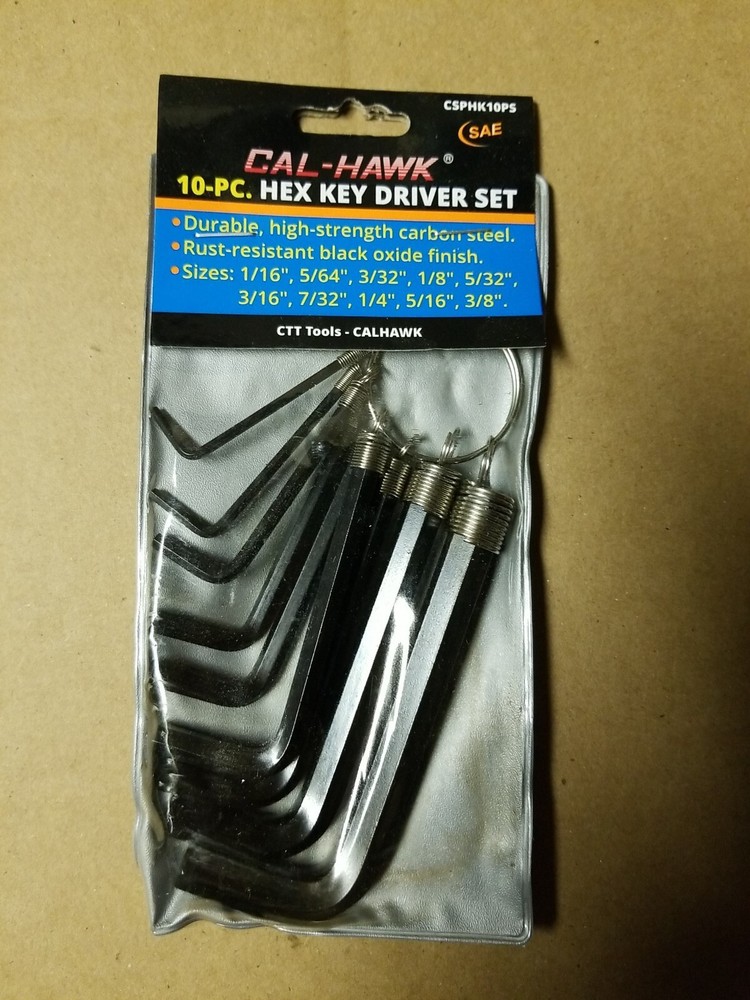 CSPHK10PS
SAE
CAL-HAWK®
10-PC. HEX KEY DRIVER SET
•Durable, high-strength carbon steel.
•Rust-resistant black oxide finish.
•Sizes: 1/16", 5/64", 3/32", 1/8", 5/32",
3/16", 7/32", 1/4", 5/16", 3/8".
CTT Tools - CALHAWK